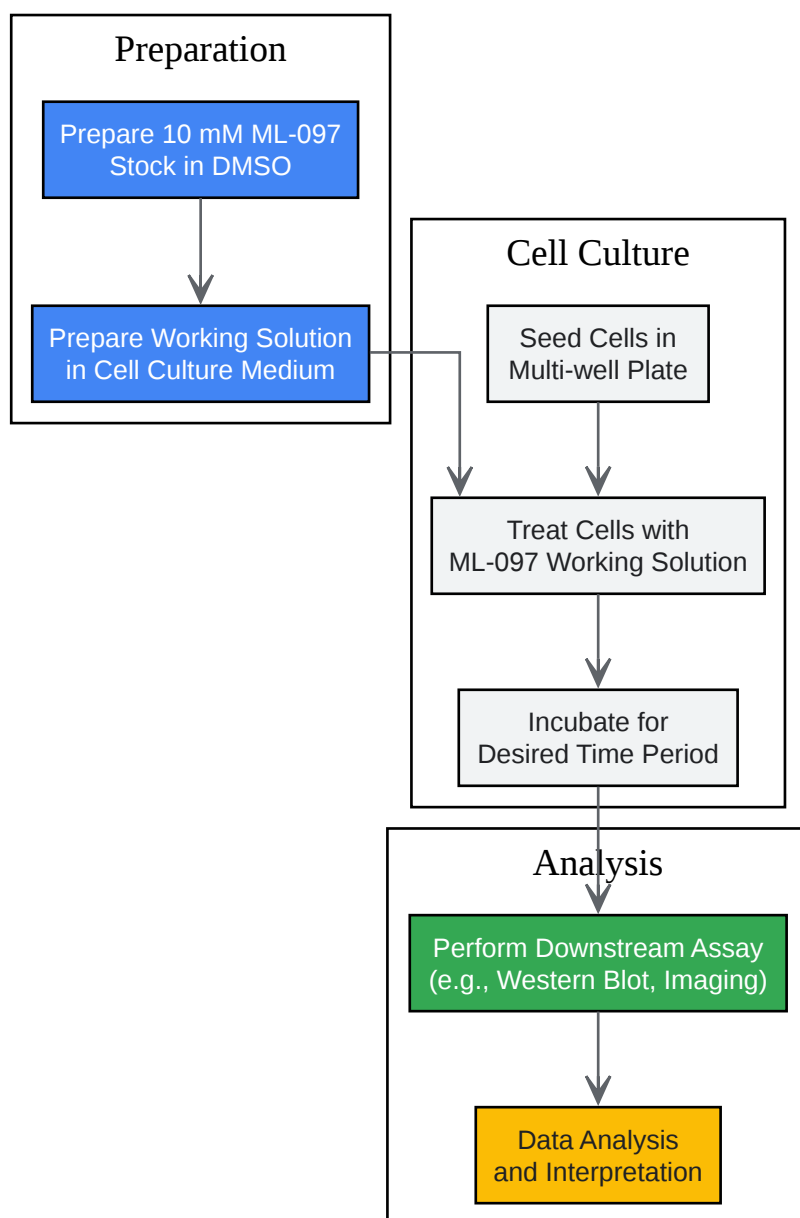 Preparation
Prepare 10 mM ML-097
Stock in DMSO
Prepare Working Solution
in Cell Culture Medium
Cell Culture
Seed Cells in
Multi-well Plate
Treat Cells with
ML-097 Working Solution
Incubate for
Desired Time Period
Analysis
Perform Downstream Assay
(e.g., Western Blot, Imaging)
Data Analysis
and Interpretation